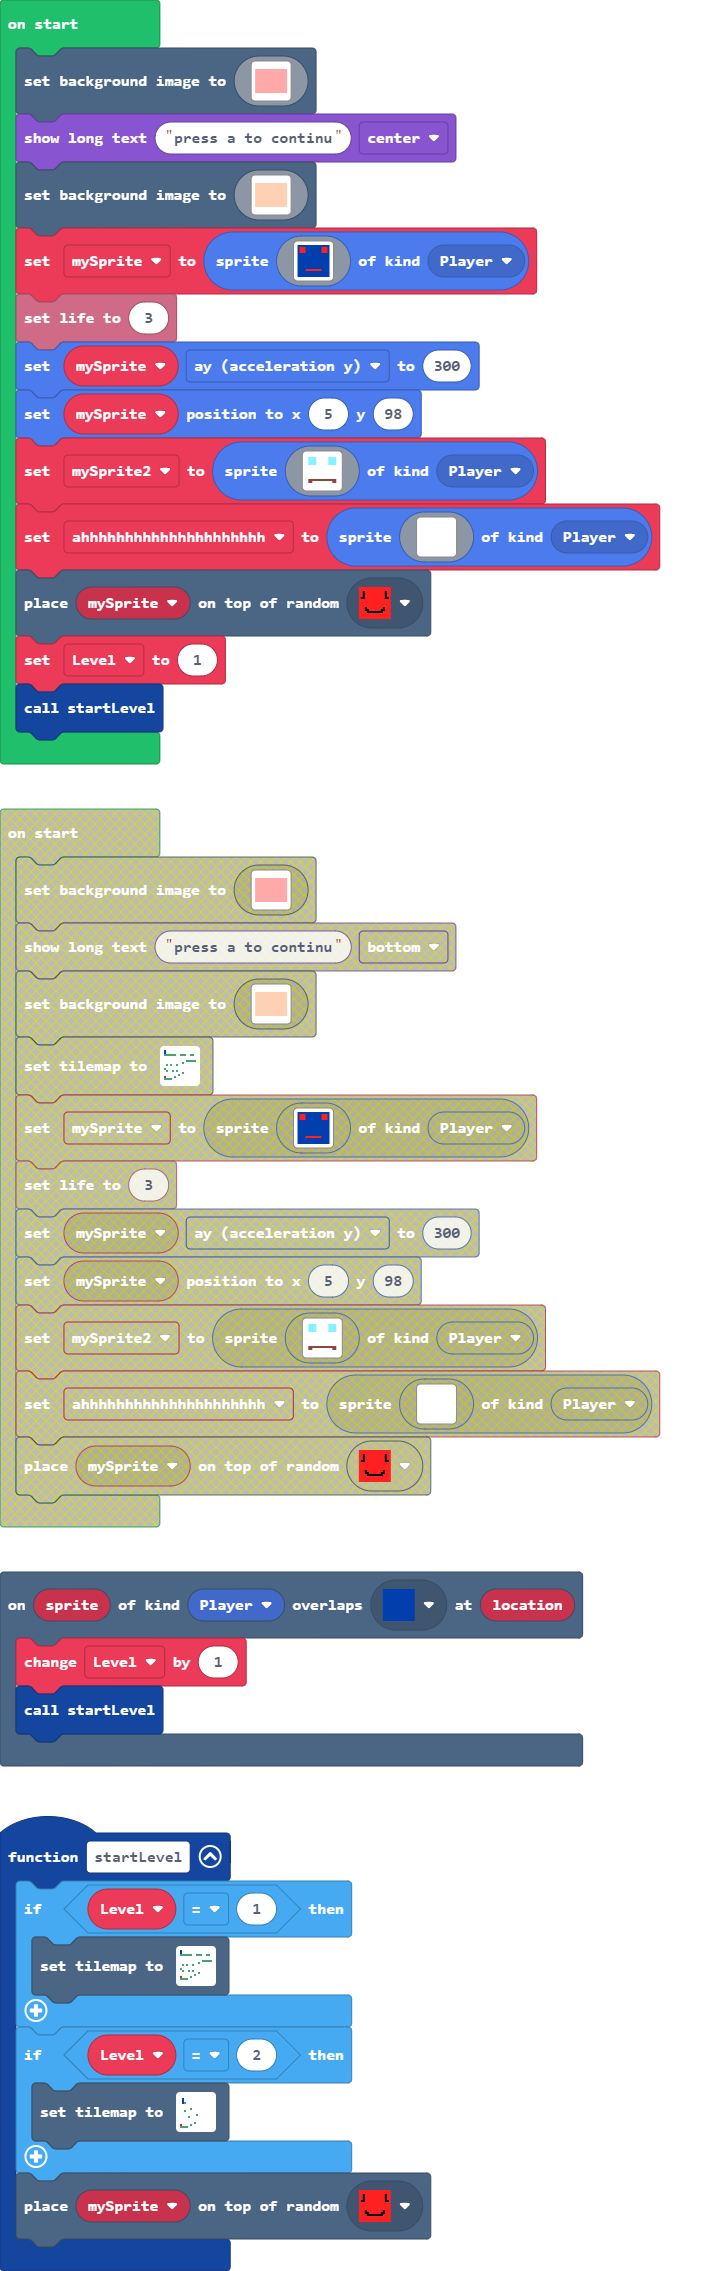 on start
set background image to
show long text "press a to continu" center
set background image to
set mySprite to sprite of kind Player
set life to 3
set mySprite ay (acceleration y) to 300
set mySprite position to x 5 y 98
set mySprite2 to sprite of kind Player
set ahhhhhhhhhhhhhhhhhhhhh to sprite of kind Player
place mySprite on top of random
set Level to 1
call startLevel
on start
set background image to
show long text "press a to continu" bottom
set background image to
set tilemap to
set mySprite to sprite of kind Player
set life to 3
set mySprite ay (acceleration y) to 300
set mySprite position to x 5 y 98
set mySprite2 to sprite of kind Player
set ahhhhhhhhhhhhhhhhhhhhh to sprite of kind Player
place mySprite on top of random
on sprite of kind Player overlaps at location
change Level by 1
call startLevel
function startLevel
if Level = 1 then
set tilemap to
if Level = 2 then
set tilemap to
place mySprite on top of random